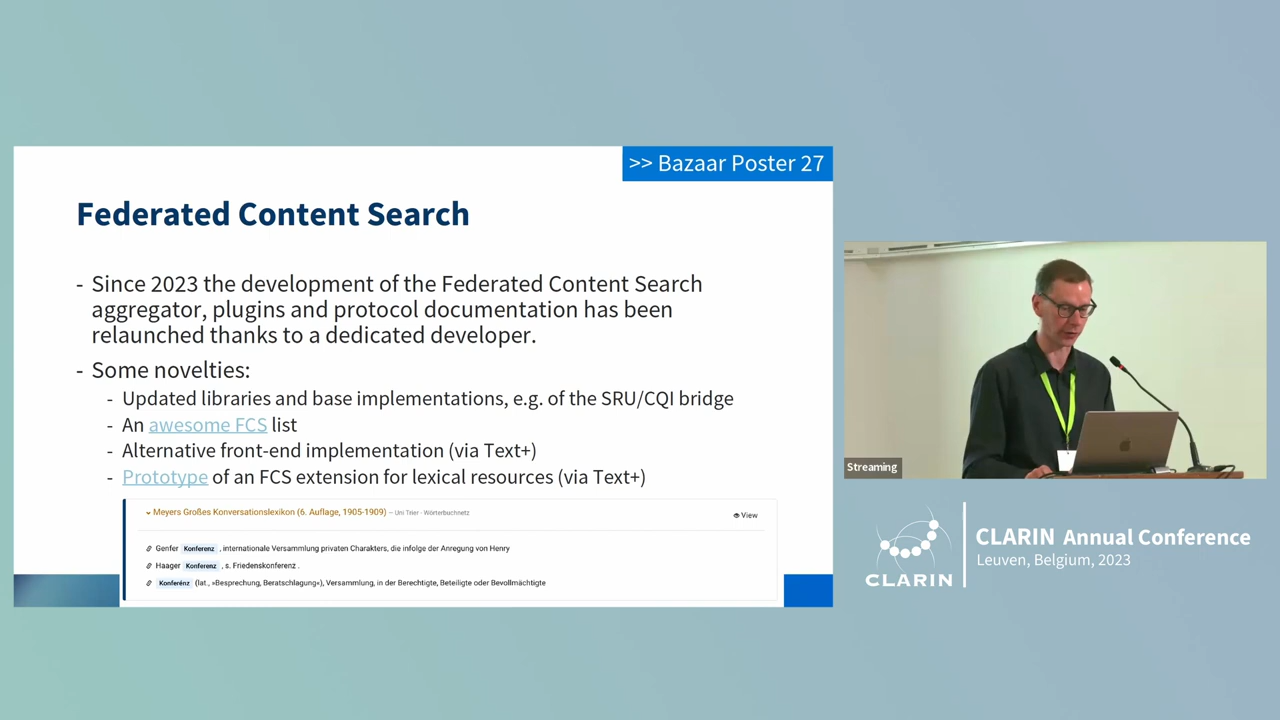 >> Bazaar Poster 27
Federated Content Search
- Since 2023 the development of the Federated Content Search
aggregator, plugins and protocol documentation has been
relaunched thanks to a dedicated developer.
- Some novelties:
- Updated libraries and base implementations, e.g. of the SRU/CQI bridge
- An awesome FCS list
- Alternative front-end implementation (via Text+)
- Prototype of an FCS extension for lexical resources (via Text+)
Meyers Großes Konversationslexikon (6. Auflage, 1905-1909) – Uni Trier · Wörterbuchnetz
View
Genfer Konferenz , internationale Versammlung privaten Charakters, die infolge der Anregung von Henry
Haager Konferenz , s. Friedenskonferenz .
Konferénz (lat., »Besprechung, Beratschlagung«), Versammlung, in der Berechtigte, Beteiligte oder Bevollmächtigte
Streaming
CLARIN
CLARIN Annual Conference
Leuven, Belgium, 2023